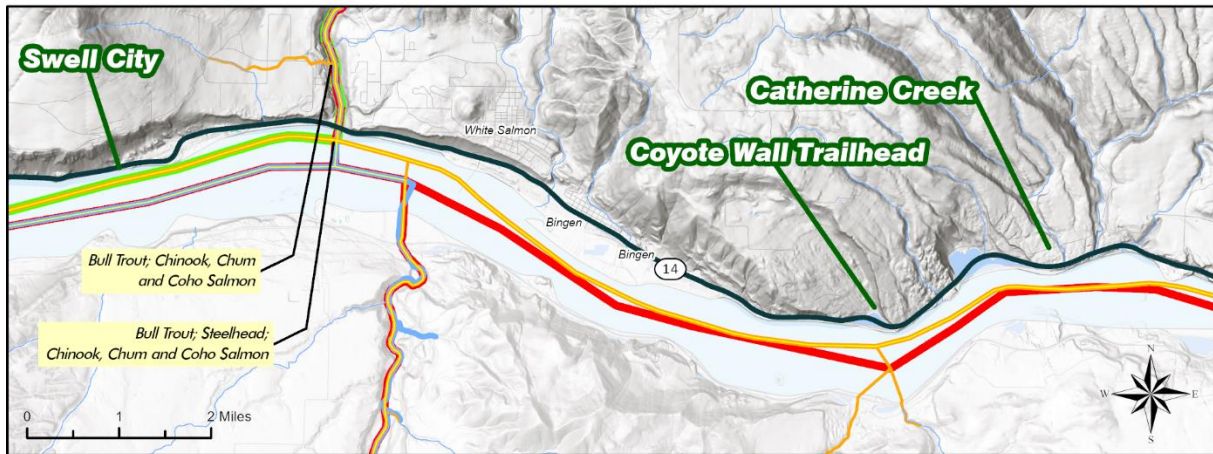 Swell City
Catherine Creek
White Salmon
Coyote Wall Trailhead
Bingen
Bingen
14
Bull Trout; Chinook, Chum
and Coho Salmon
Bull Trout; Steelhead;
Chinook, Chum and Coho Salmon
0 1 2 Miles
N
W E
S